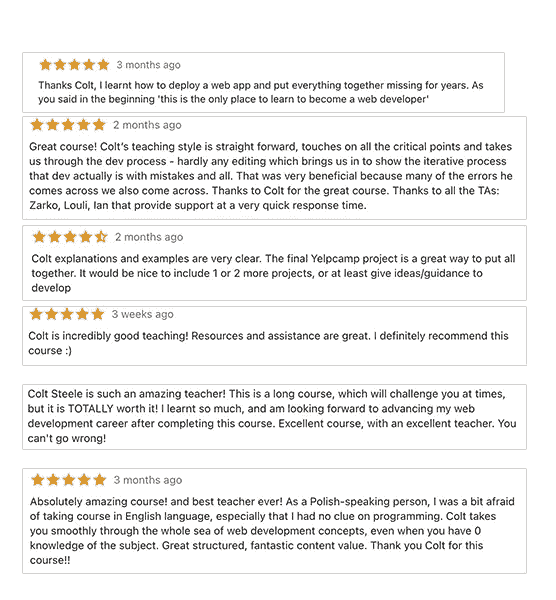 3 months ago
Thanks Colt, I learnt how to deploy a web app and put everything together missing for years. As
you said in the beginning 'this is the only place to learn to become a web developer'
2 months ago
Great course! Colt's teaching style is straight forward, touches on all the critical points and takes
us through the dev process - hardly any editing which brings us in to show the iterative process
that dev actually is with mistakes and all. That was very beneficial because many of the errors he
comes across we also come across. Thanks to Colt for the great course. Thanks to all the TAs:
Zarko, Louli, Ian that provide support at a very quick response time.
2 months ago
Colt explanations and examples are very clear. The final Yelpcamp project is a great way to put all
together. It would be nice to include 1 or 2 more projects, or at least give ideas/guidance to
develop
3 weeks ago
Colt is incredibly good teaching! Resources and assistance are great. I definitely recommend this
course :)
Colt Steele is such an amazing teacher! This is a long course, which will challenge you at times,
but it is TOTALLY worth it! I learnt so much, and am looking forward to advancing my web
development career after completing this course. Excellent course, with an excellent teacher. You
can't go wrong!
3 months ago
Absolutely amazing course! and best teacher ever! As a Polish-speaking person, I was a bit afraid
of taking course in English language, especially that I had no clue on programming. Colt takes
you smoothly through the whole sea of web development concepts, even when you have 0
knowledge of the subject. Great structured, fantastic content value. Thank you Colt for this
course!!